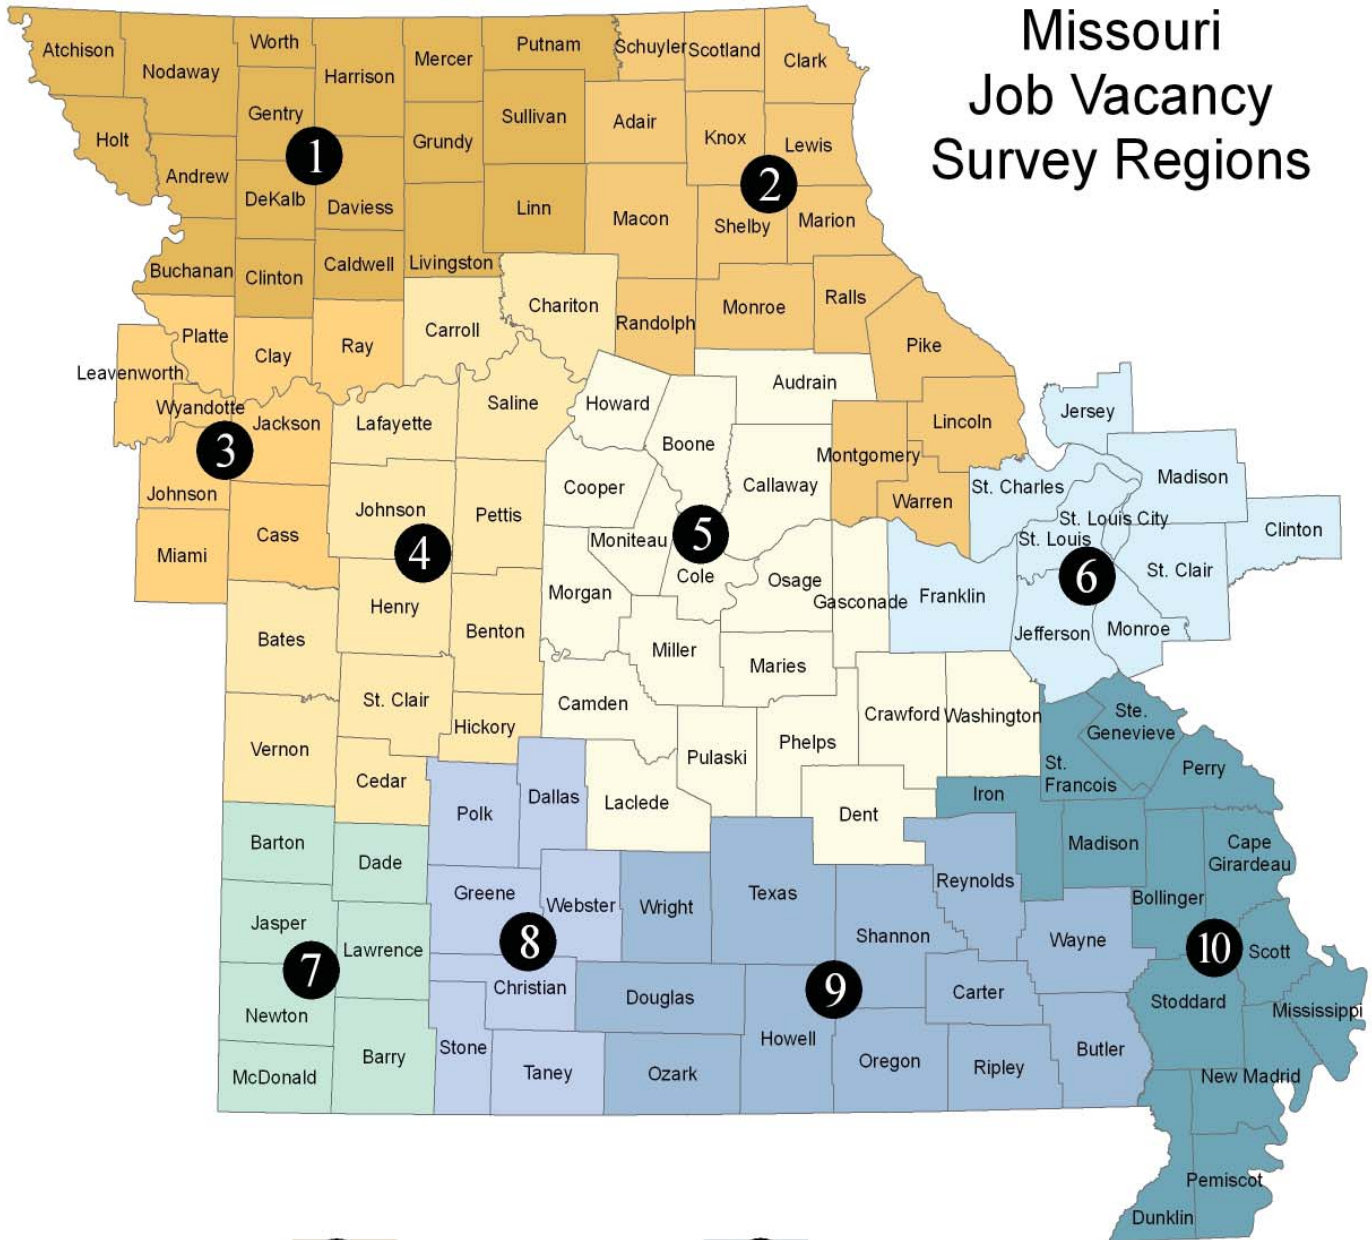 Missouri
Job Vacancy
Survey Regions
Atchison
Nodaway
Worth
Harrison
Mercer
Putnam
Schuyler
Scotland
Clark
Holt
Gentry
Grundy
Sullivan
Adair
Knox
Lewis
1
2
Andrew
DeKalb
Daviess
Linn
Macon
Shelby
Marion
Buchanan
Clinton
Caldwell
Livingston
Chariton
Randolph
Monroe
Ralls
Platte
Clay
Ray
Carroll
Pike
Leavenworth
Wyandotte
Jackson
Lafayette
Saline
Howard
Audrain
Boone
Lincoln
Jersey
3
Johnson
Johnson
Pettis
Cooper
Callaway
Montgomery
Warren
St. Charles
Madison
Miami
Cass
4
Moniteau
5
St. Louis City
St. Louis
Clinton
Henry
Benton
Morgan
Cole
Osage
Gasconade
Franklin
6
St. Clair
Bates
Miller
Maries
Jefferson
Monroe
St. Clair
Hickory
Camden
Crawford
Washington
Ste.
Genevieve
Vernon
Cedar
Pulaski
Phelps
St.
Francois
Perry
Polk
Dallas
Laclede
Dent
Iron
Barton
Dade
Madison
Cape
Girardeau
Jasper
Lawrence
Greene
Webster
Wright
Texas
Reynolds
Bollinger
7
8
Shannon
Wayne
10
Scott
Newton
Christian
Douglas
9
Carter
Stoddard
Mississippi
McDonald
Barry
Stone
Taney
Ozark
Howell
Oregon
Ripley
Butler
New Madrid
Pemiscot
Dunklin